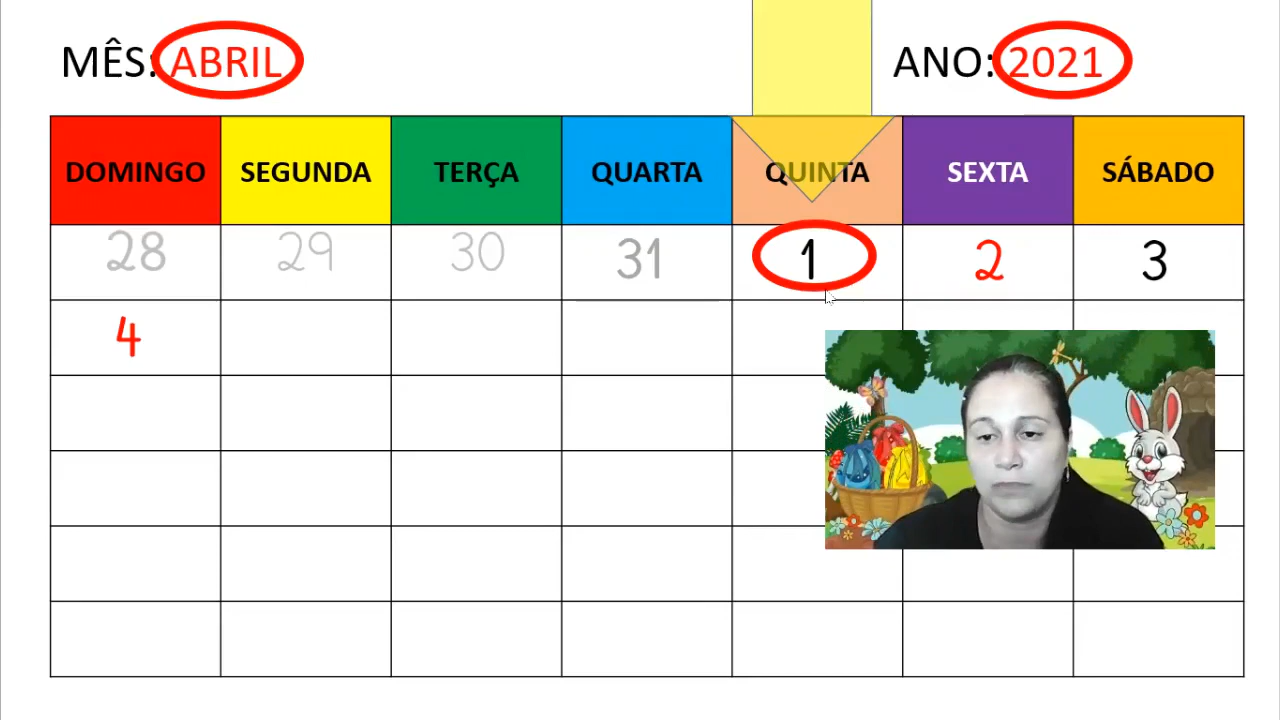 MÊS: ABRIL ANO: 2021
DOMINGO SEGUNDA TERÇA QUARTA QUINTA SEXTA SÁBADO
28 29 30 31 1 2 3
4